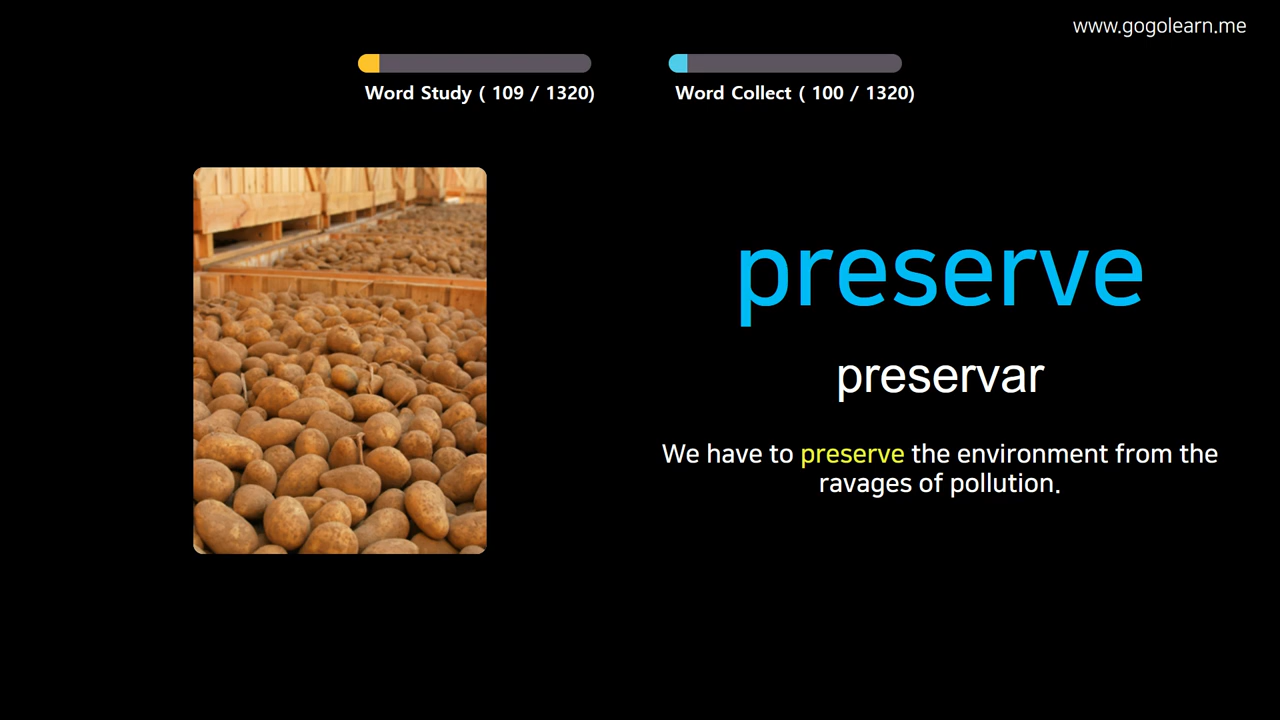 www.gogolearn.me
Word Study ( 109 / 1320)
Word Collect ( 100 / 1320)
preserve
preservar
We have to preserve the environment from the
ravages of pollution.